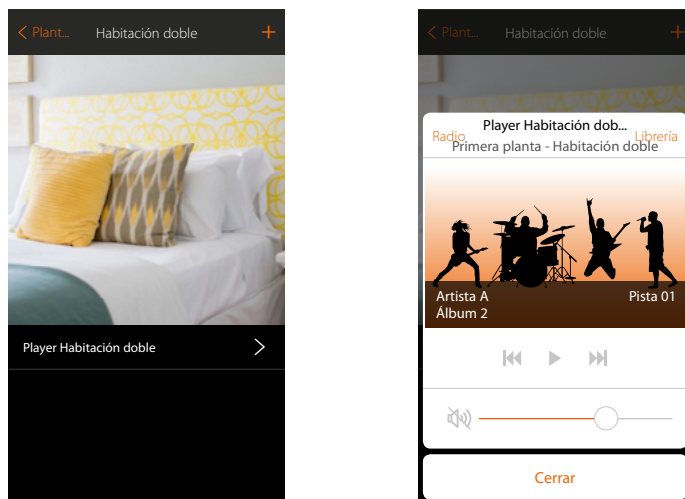 Plant...
Habitación doble
+
Player Habitación doble
Plant...
Habitación doble
+
Radio
Player Habitación dob...
Librería
Primera planta - Habitación doble
Artista A
Pista 01
Álbum 2
Cerrar